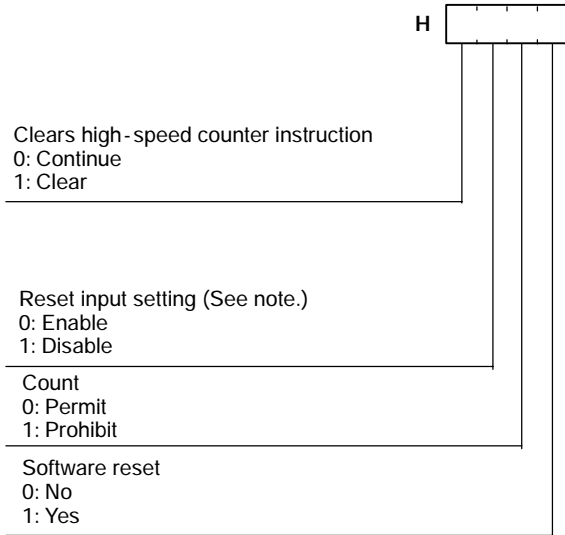 H
Clears high-speed counter instruction
0: Continue
1: Clear
Reset input setting (See note.)
0: Enable
1: Disable
Count
0: Permit
1: Prohibit
Software reset
0: No
1: Yes